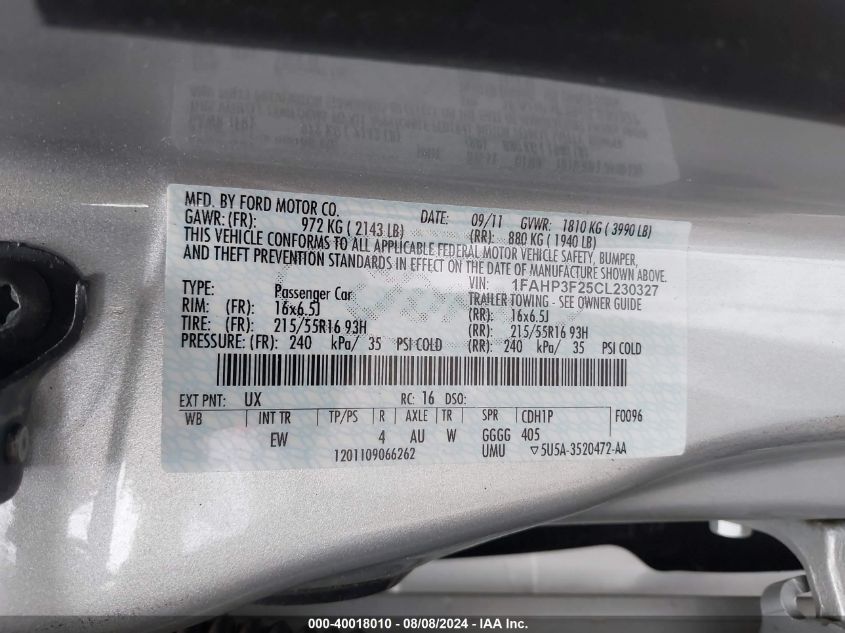 MFD. BY FORD MOTOR CO. DATE: 09/11 GVWR: 1810 KG ( 3990 LB)
GAWR: (FR): 972 KG ( 2143 LB) (RR): 880 KG ( 1940 LB)
THIS VEHICLE CONFORMS TO ALL APPLICABLE FEDERAL MOTOR VEHICLE SAFETY, BUMPER,
AND THEFT PREVENTION STANDARDS IN EFFECT ON THE DATE OF MANUFACTURE SHOWN ABOVE.
VIN: 1FAHP3F25CL230327
TYPE: Passenger Car TRAILER TOWING - SEE OWNER GUIDE
RIM: (FR): 16x6.5J (RR): 16x6.5J
TIRE: (FR): 215/55R16 93H (RR): 215/55R16 93H
PRESSURE: (FR): 240 kPa/ 35 PSI COLD (RR): 240 kPa/ 35 PSI COLD
EXT PNT: UX RC: 16 DSO:
WB INT TR TP/PS R AXLE TR SPR CDH1P F0096
EW 4 AU W GGGG 405
1201109066262 UMU ▽5U5A-3520472-AA
000-40018010 - 08/08/2024 - IAA Inc.